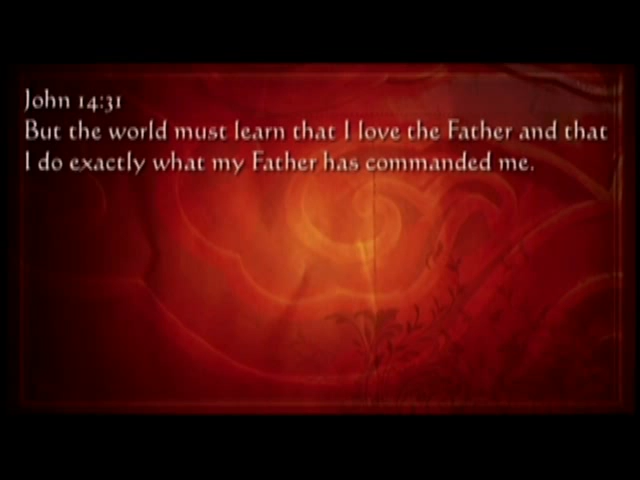 John 14:31
But the world must learn that I love the Father and that
I do exactly what my Father has commanded me.